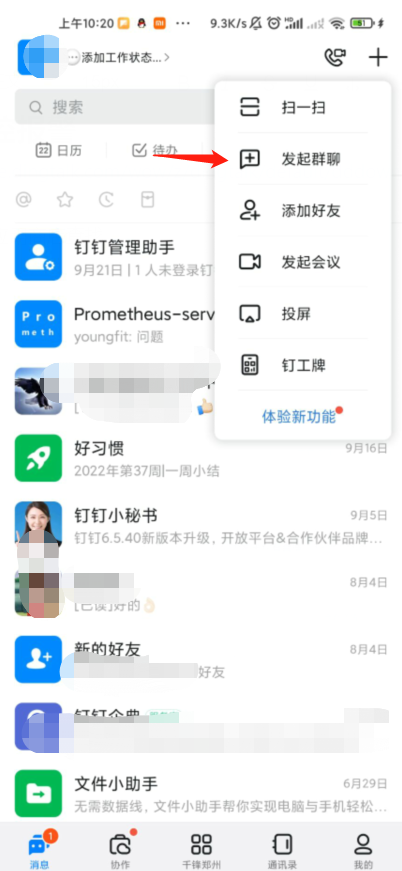 上午10:20
9.3K/s
HD
添加工作状态...
搜索
扫一扫
22 日历
待办
发起群聊
添加好友
钉钉管理助手
9月21日 | 1 人未登录钉
发起会议
Pro
meth
Prometheus-serv
youngfit: 问题
投屏
钉工牌
体验新功能
好习惯
9月16日
2022年第37周|一周小结
钉钉小秘书
9月5日
钉钉6.5.40新版本升级，开放平台&合作伙伴品牌...
8月4日
[已读]好的👌
新的好友
8月4日
好友
文件小助手
6月29日
无需数据线，文件小助手帮你实现电脑与手机轻松...
1
消息
协作
千锋郑州
通讯录
我的